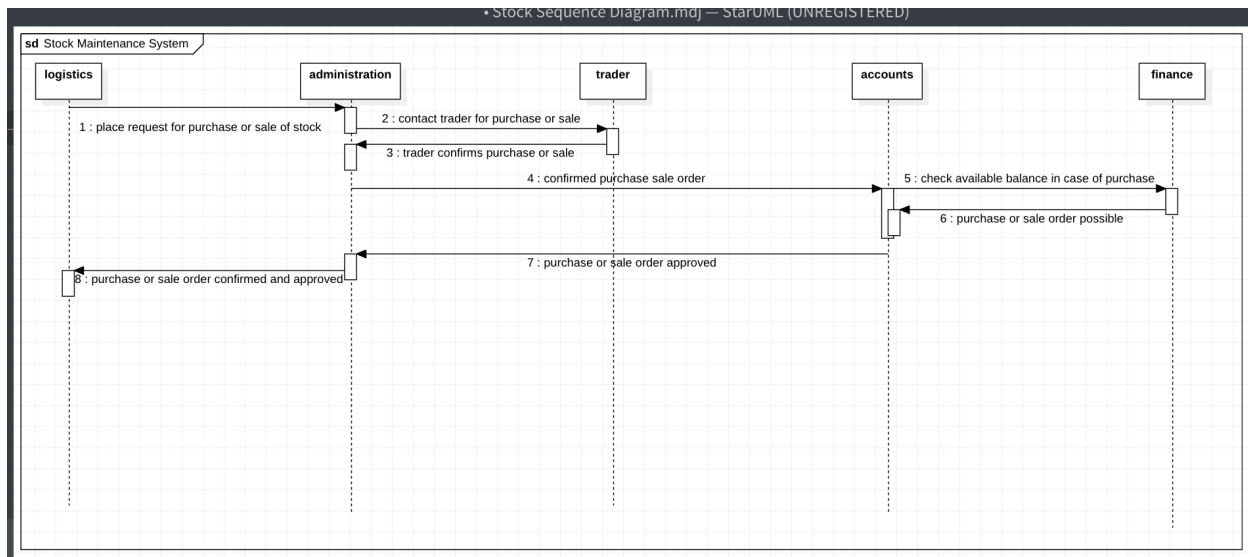 • Stock Sequence Diagram.mdj — StarUML (UNREGISTERED)
sd Stock Maintenance System
logistics
administration
trader
accounts
finance
1 : place request for purchase or sale of stock
2 : contact trader for purchase or sale
3 : trader confirms purchase or sale
4 : confirmed purchase sale order
5 : check available balance in case of purchase
6 : purchase or sale order possible
7 : purchase or sale order approved
8 : purchase or sale order confirmed and approved